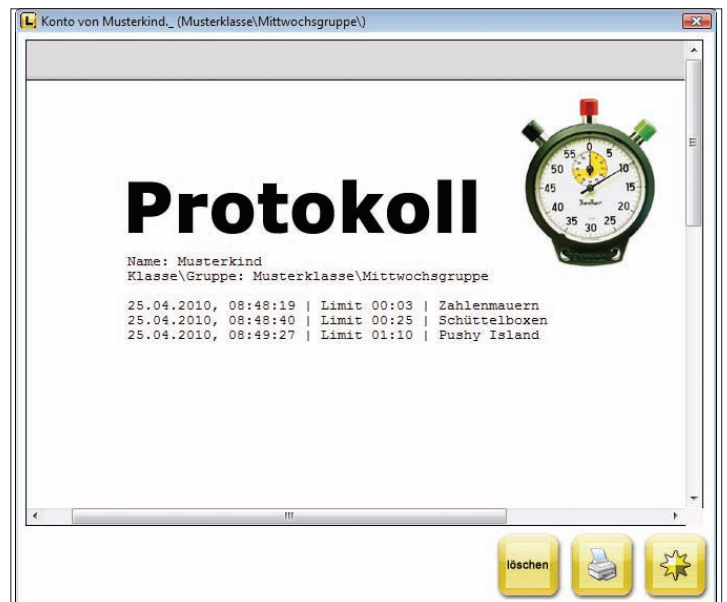 Konto von Musterkind._ (Musterklasse\Mittwochsgruppe\)
Protokoll
55 0 5
50 10
45 15
40 20
35 30 25
Name: Musterkind
Klasse\Gruppe: Musterklasse\Mittwochsgruppe
25.04.2010, 08:48:19 | Limit 00:03 | Zahlenmauern
25.04.2010, 08:48:40 | Limit 00:25 | Schüttelboxen
25.04.2010, 08:49:27 | Limit 01:10 | Pushy Island
löschen